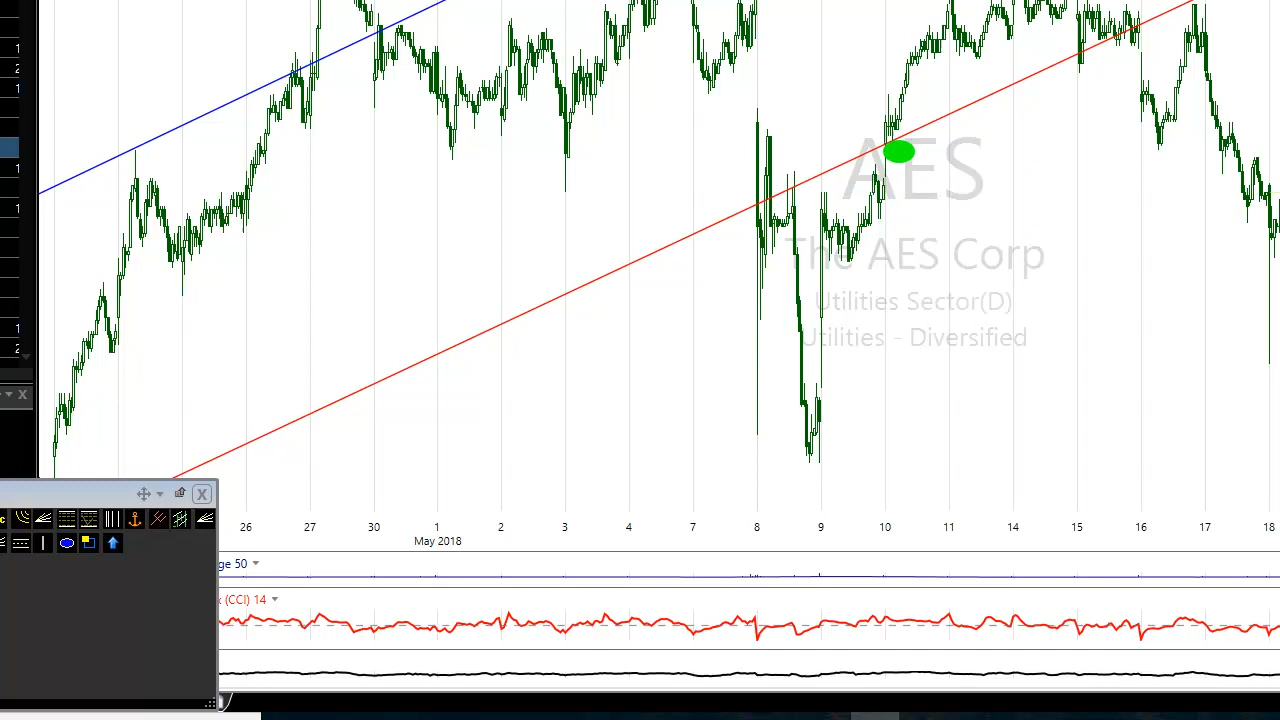 AES
The AES Corp
Utilities Sector(D)
Utilities - Diversified
26 27 30 1 2 3 4 7 8 9 10 11 14 15 16 17 18
May 2018
ge 50
(CCI) 14